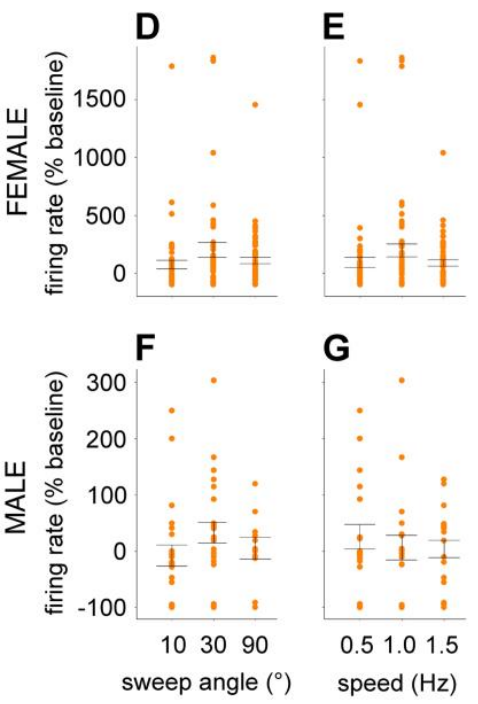 D
E
FEMALE
firing rate (% baseline)
1500
1000
500
0
F
G
MALE
firing rate (% baseline)
300
200
100
0
-100
10 30 90
0.5 1.0 1.5
sweep angle (°)
speed (Hz)